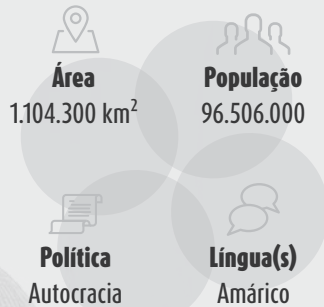 Área
População
1.104.300 km²
96.506.000
Política
Língua(s)
Autocracia
Amárico